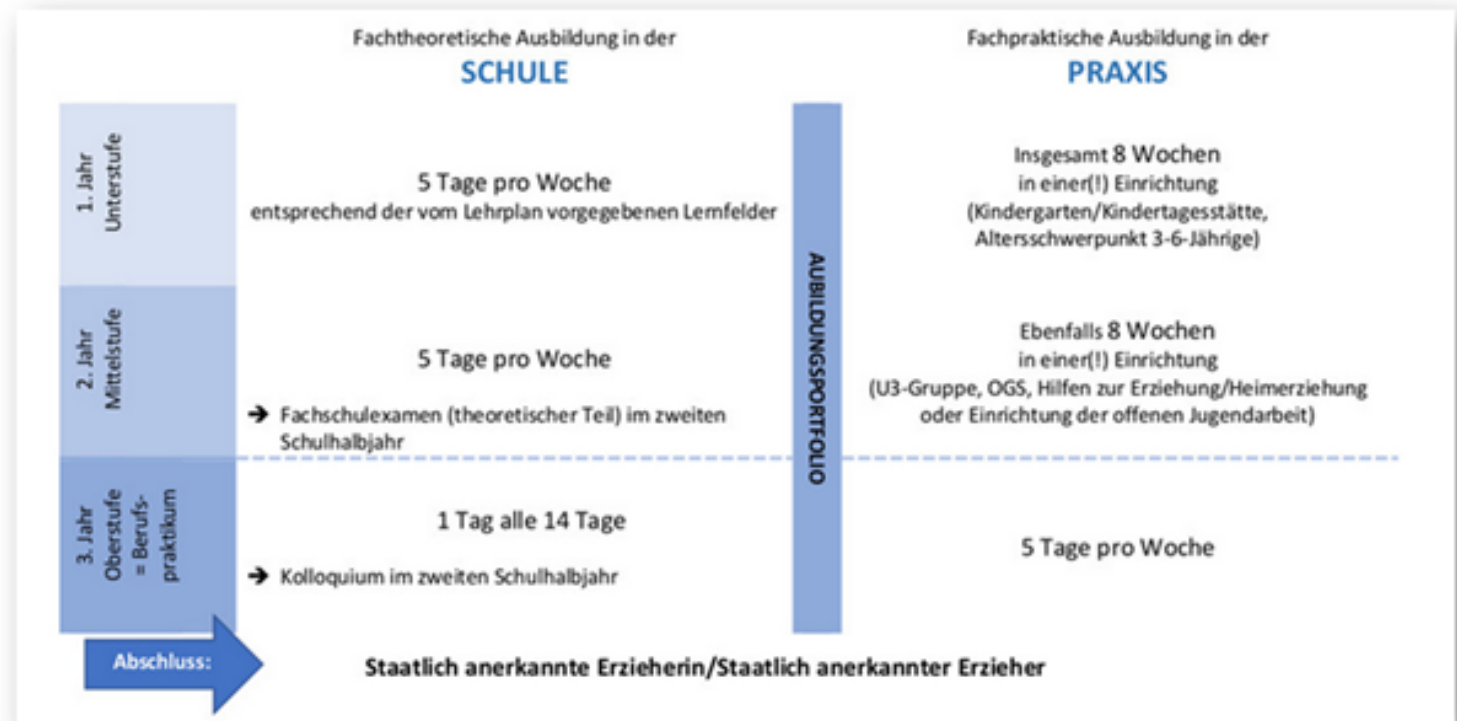 Fachtheoretische Ausbildung in der
SCHULE
Fachpraktische Ausbildung in der
PRAXIS
1. Jahr
Unterstufe
5 Tage pro Woche
entsprechend der vom Lehrplan vorgegebenen Lernfelder
Insgesamt 8 Wochen
in einer(!) Einrichtung
(Kindergarten/Kindertagesstätte,
Altersschwerpunkt 3-6-Jährige)
AUBILDUNGSPORTFOLIO
2. Jahr
Mittelstufe
5 Tage pro Woche
➔ Fachschulexamen (theoretischer Teil) im zweiten
Schulhalbjahr
Ebenfalls 8 Wochen
in einer(!) Einrichtung
(U3-Gruppe, OGS, Hilfen zur Erziehung/Heimerziehung
oder Einrichtung der offenen Jugendarbeit)
3. Jahr
Oberstufe
= Berufs-
praktikum
1 Tag alle 14 Tage
➔ Kolloquium im zweiten Schulhalbjahr
5 Tage pro Woche
Abschluss:
Staatlich anerkannte Erzieherin/Staatlich anerkannter Erzieher